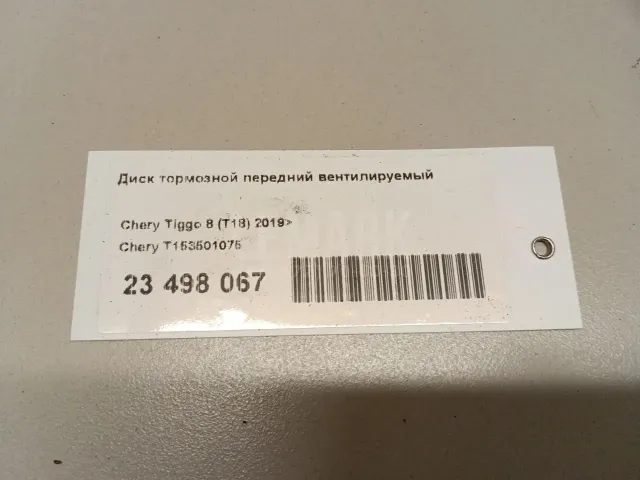 Диск тормозной передний вентилируемый
Chery Tiggo 8 (T18) 2019>
Chery T153501075
23 498 067